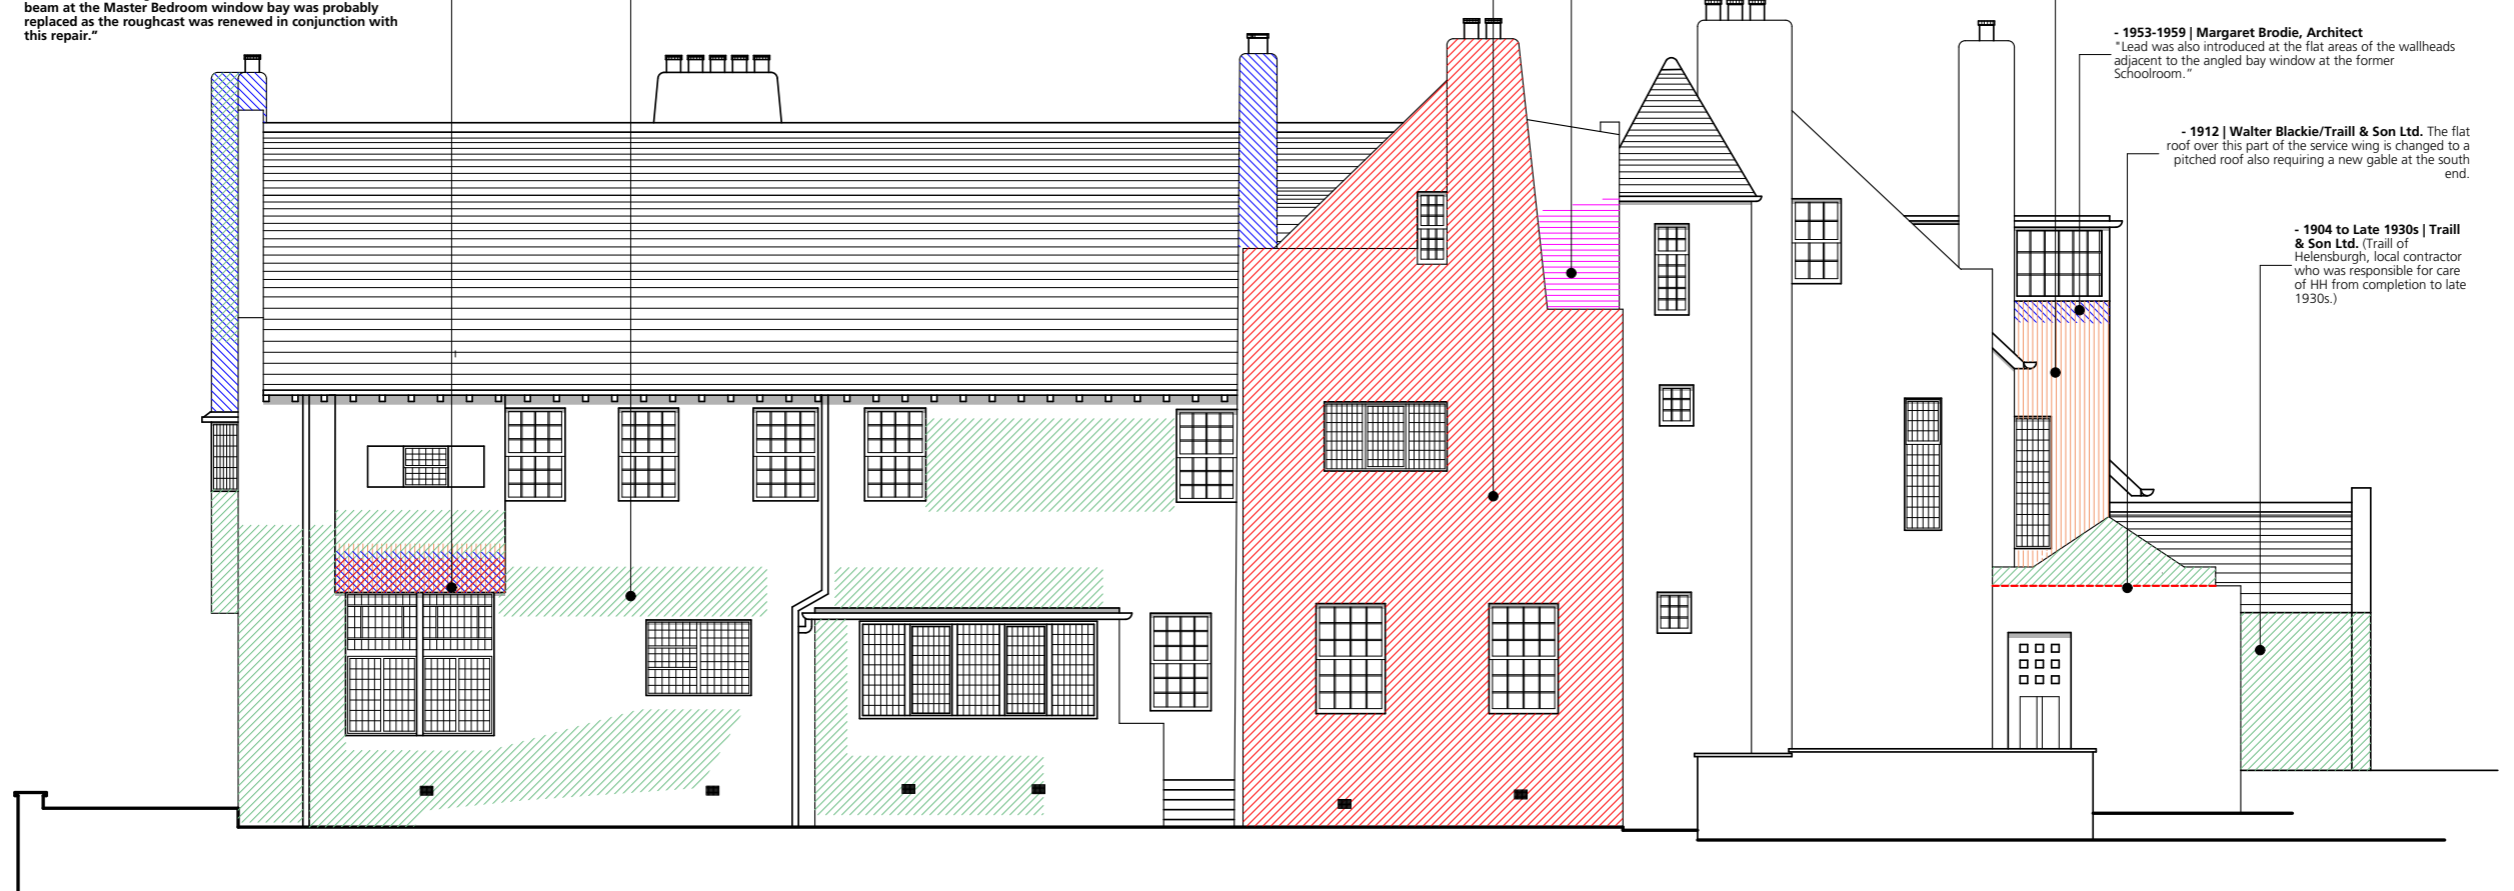 beam at the Master Bedroom window bay was probably
replaced as the roughcast was renewed in conjunction with
this repair.”
- 1953-1959 | Margaret Brodie, Architect
"Lead was also introduced at the flat areas of the wallheads
adjacent to the angled bay window at the former
Schoolroom.”
- 1912 | Walter Blackie/Traill & Son Ltd. The flat
roof over this part of the service wing is changed to a
pitched roof also requiring a new gable at the south
end.
- 1904 to Late 1930s | Traill
& Son Ltd. (Traill of
Helensburgh, local contractor
who was responsible for care
of HH from completion to late
1930s.)